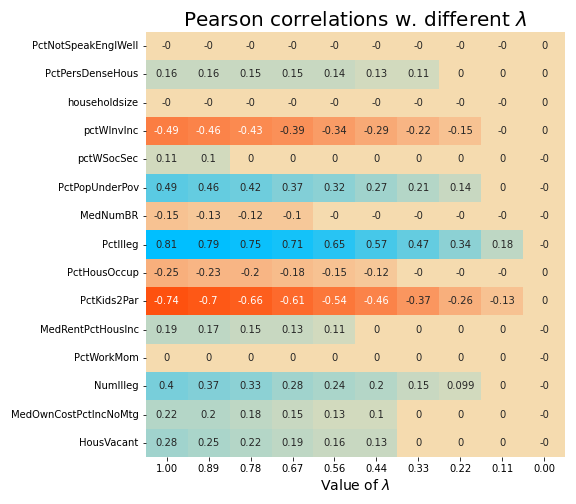 Pearson correlations w. different λ
PctNotSpeakEnglWell -0 -0 -0 -0 -0 -0 -0 -0 -0 0
PctPersDenseHous 0.16 0.16 0.15 0.15 0.14 0.13 0.11 0 0 0
householdsize -0 -0 -0 -0 -0 -0 -0 -0 -0 0
pctWInvInc -0.49 -0.46 -0.43 -0.39 -0.34 -0.29 -0.22 -0.15 -0 0
pctWSocSec 0.11 0.1 0 0 0 0 0 0 0 -0
PctPopUnderPov 0.49 0.46 0.42 0.37 0.32 0.27 0.21 0.14 0 -0
MedNumBR -0.15 -0.13 -0.12 -0.1 -0 -0 -0 -0 -0 -0
PctIlleg 0.81 0.79 0.75 0.71 0.65 0.57 0.47 0.34 0.18 -0
PctHousOccup -0.25 -0.23 -0.2 -0.18 -0.15 -0.12 -0 -0 -0 0
PctKids2Par -0.74 -0.7 -0.66 -0.61 -0.54 -0.46 -0.37 -0.26 -0.13 0
MedRentPctHousInc 0.19 0.17 0.15 0.13 0.11 0 0 0 0 -0
PctWorkMom 0 0 0 0 0 0 0 0 0 -0
NumIlleg 0.4 0.37 0.33 0.28 0.24 0.2 0.15 0.099 0 -0
MedOwnCostPctIncNoMtg 0.22 0.2 0.18 0.15 0.13 0.1 0 0 0 -0
HousVacant 0.28 0.25 0.22 0.19 0.16 0.13 0 0 0 -0
1.00 0.89 0.78 0.67 0.56 0.44 0.33 0.22 0.11 0.00
Value of λ